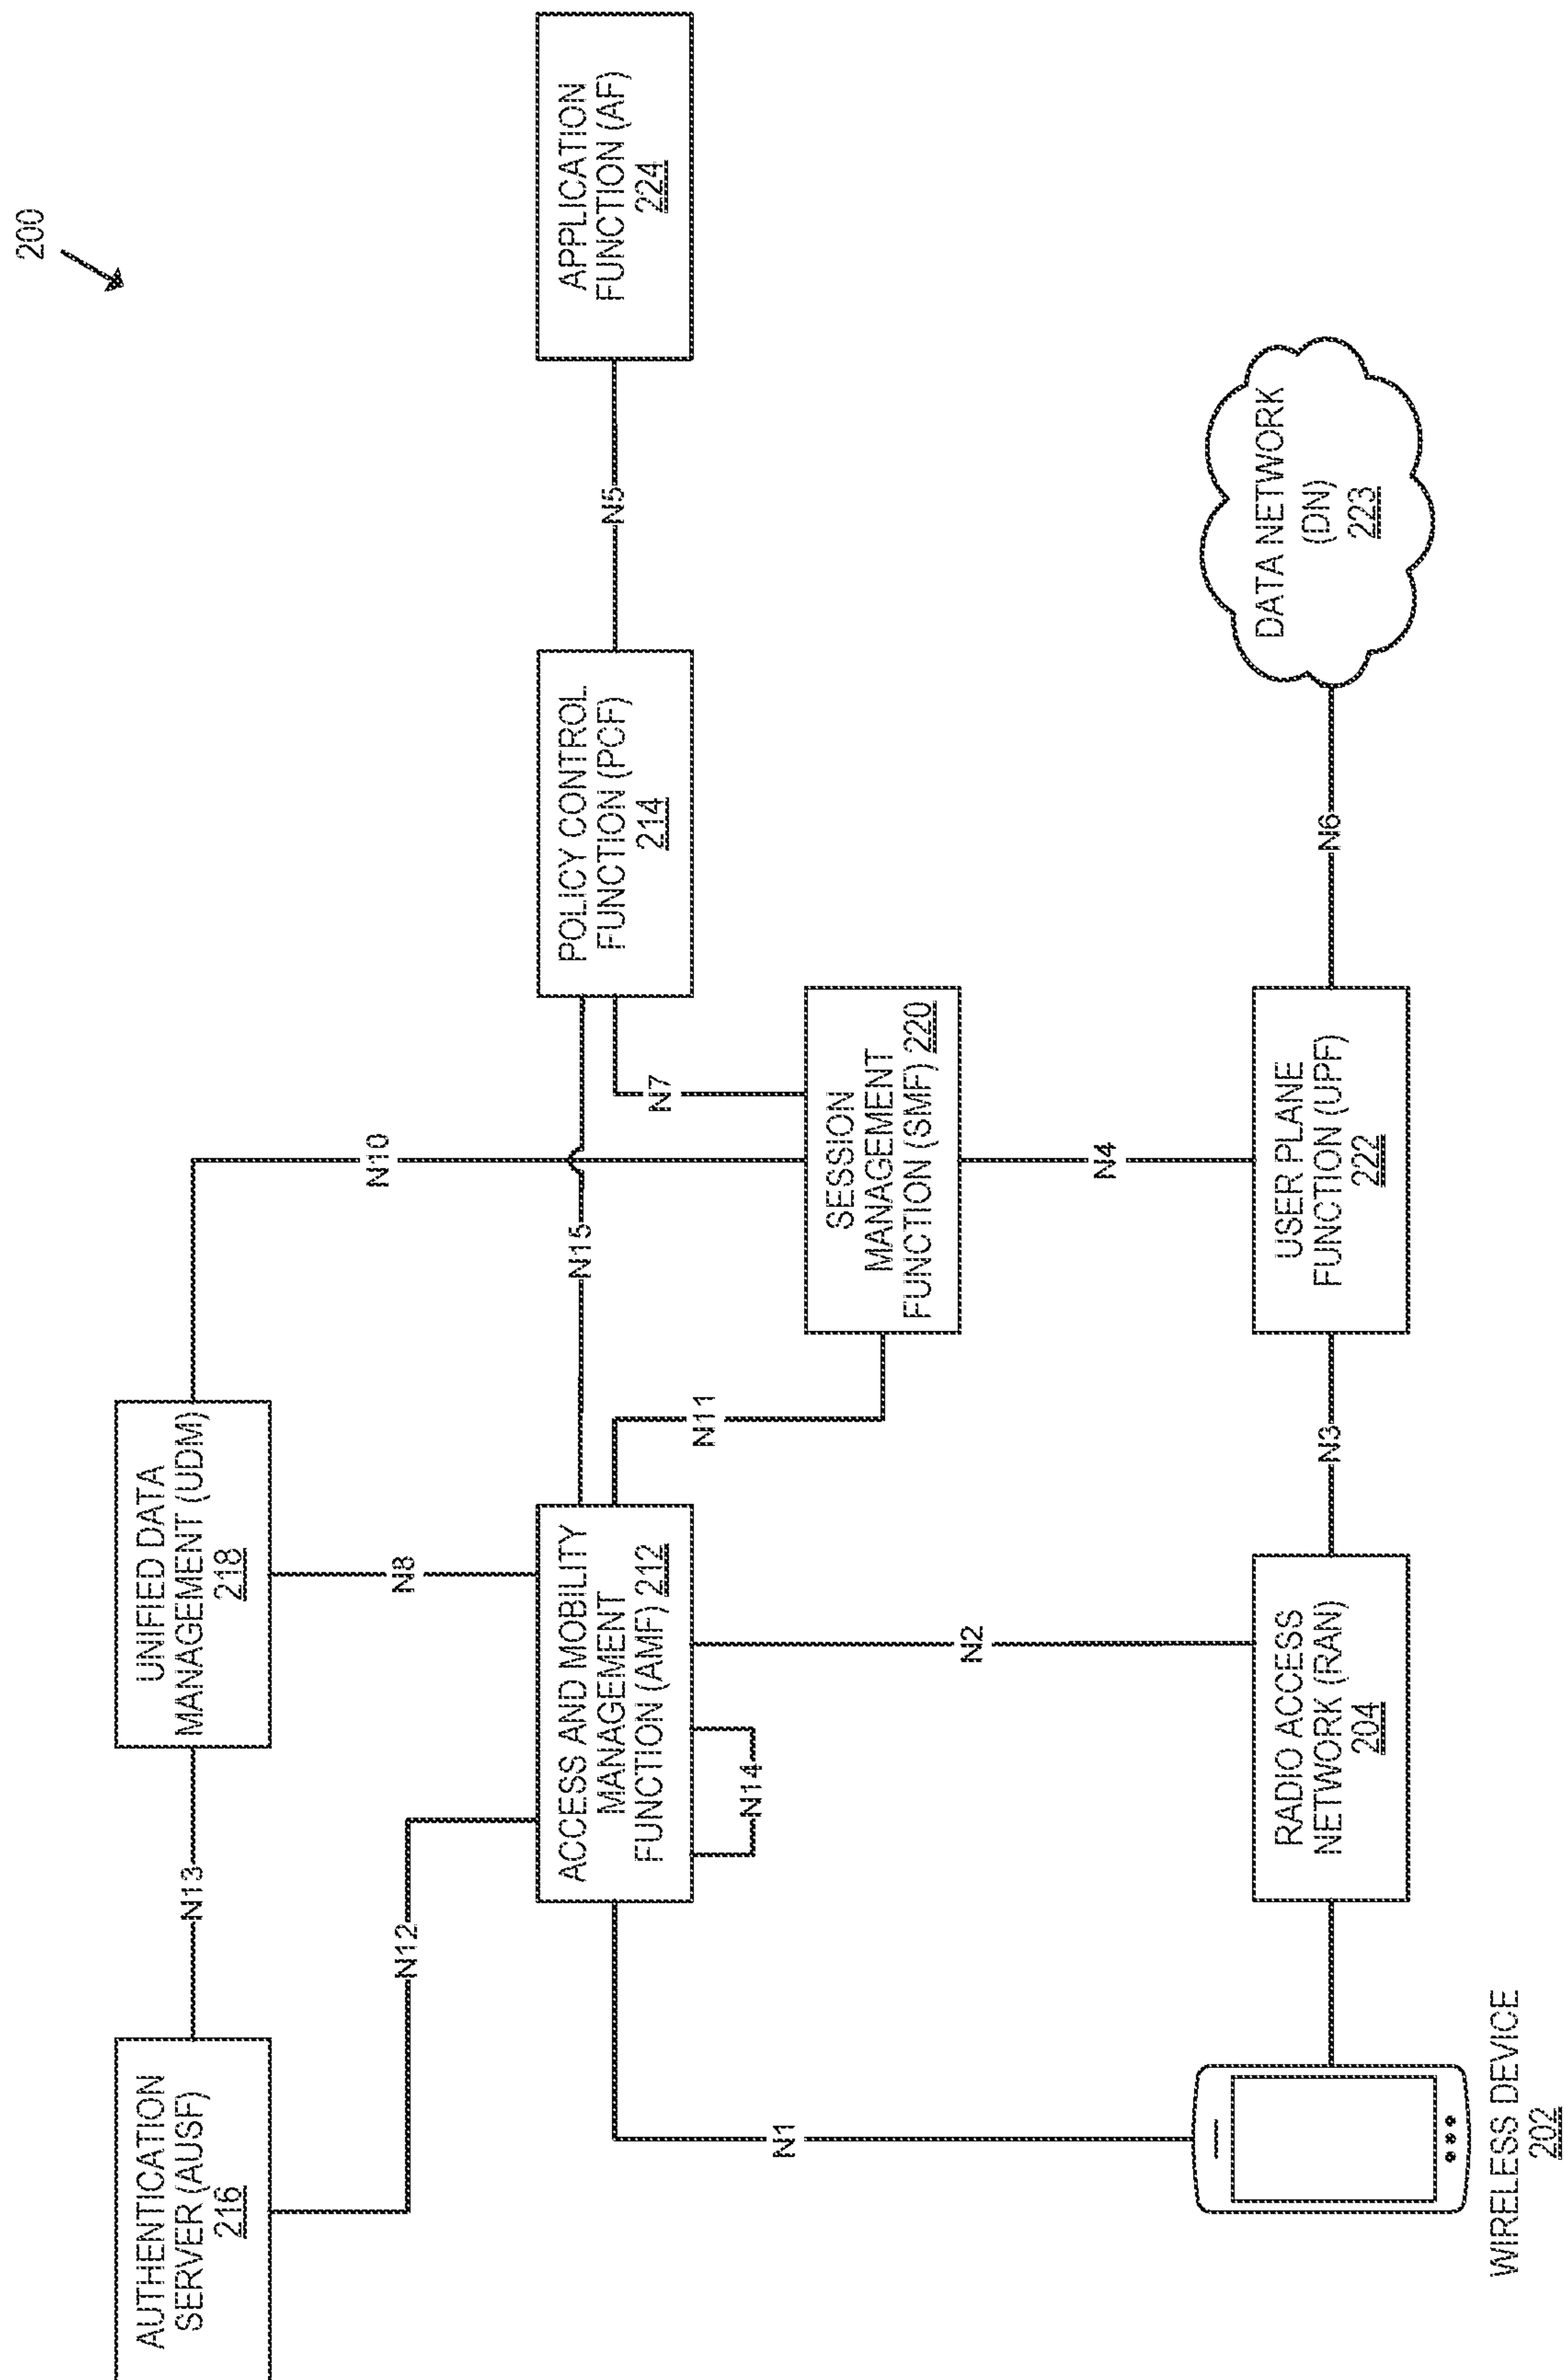 200
AUTHENTICATION
SERVER (AUSF)
216
N13
UNIFIED DATA
MANAGEMENT (UDM)
218
N12
N8
N10
ACCESS AND MOBILITY
MANAGEMENT
FUNCTION (AMF) 212
N15
POLICY CONTROL
FUNCTION (PCF)
214
N5
APPLICATION
FUNCTION (AF)
224
N14
N11
N7
SESSION
MANAGEMENT
FUNCTION (SMF) 220
N1
N2
N4
WIRELESS DEVICE
202
RADIO ACCESS
NETWORK (RAN)
204
N3
USER PLANE
FUNCTION (UPF)
222
N6
DATA NETWORK
(DN)
223